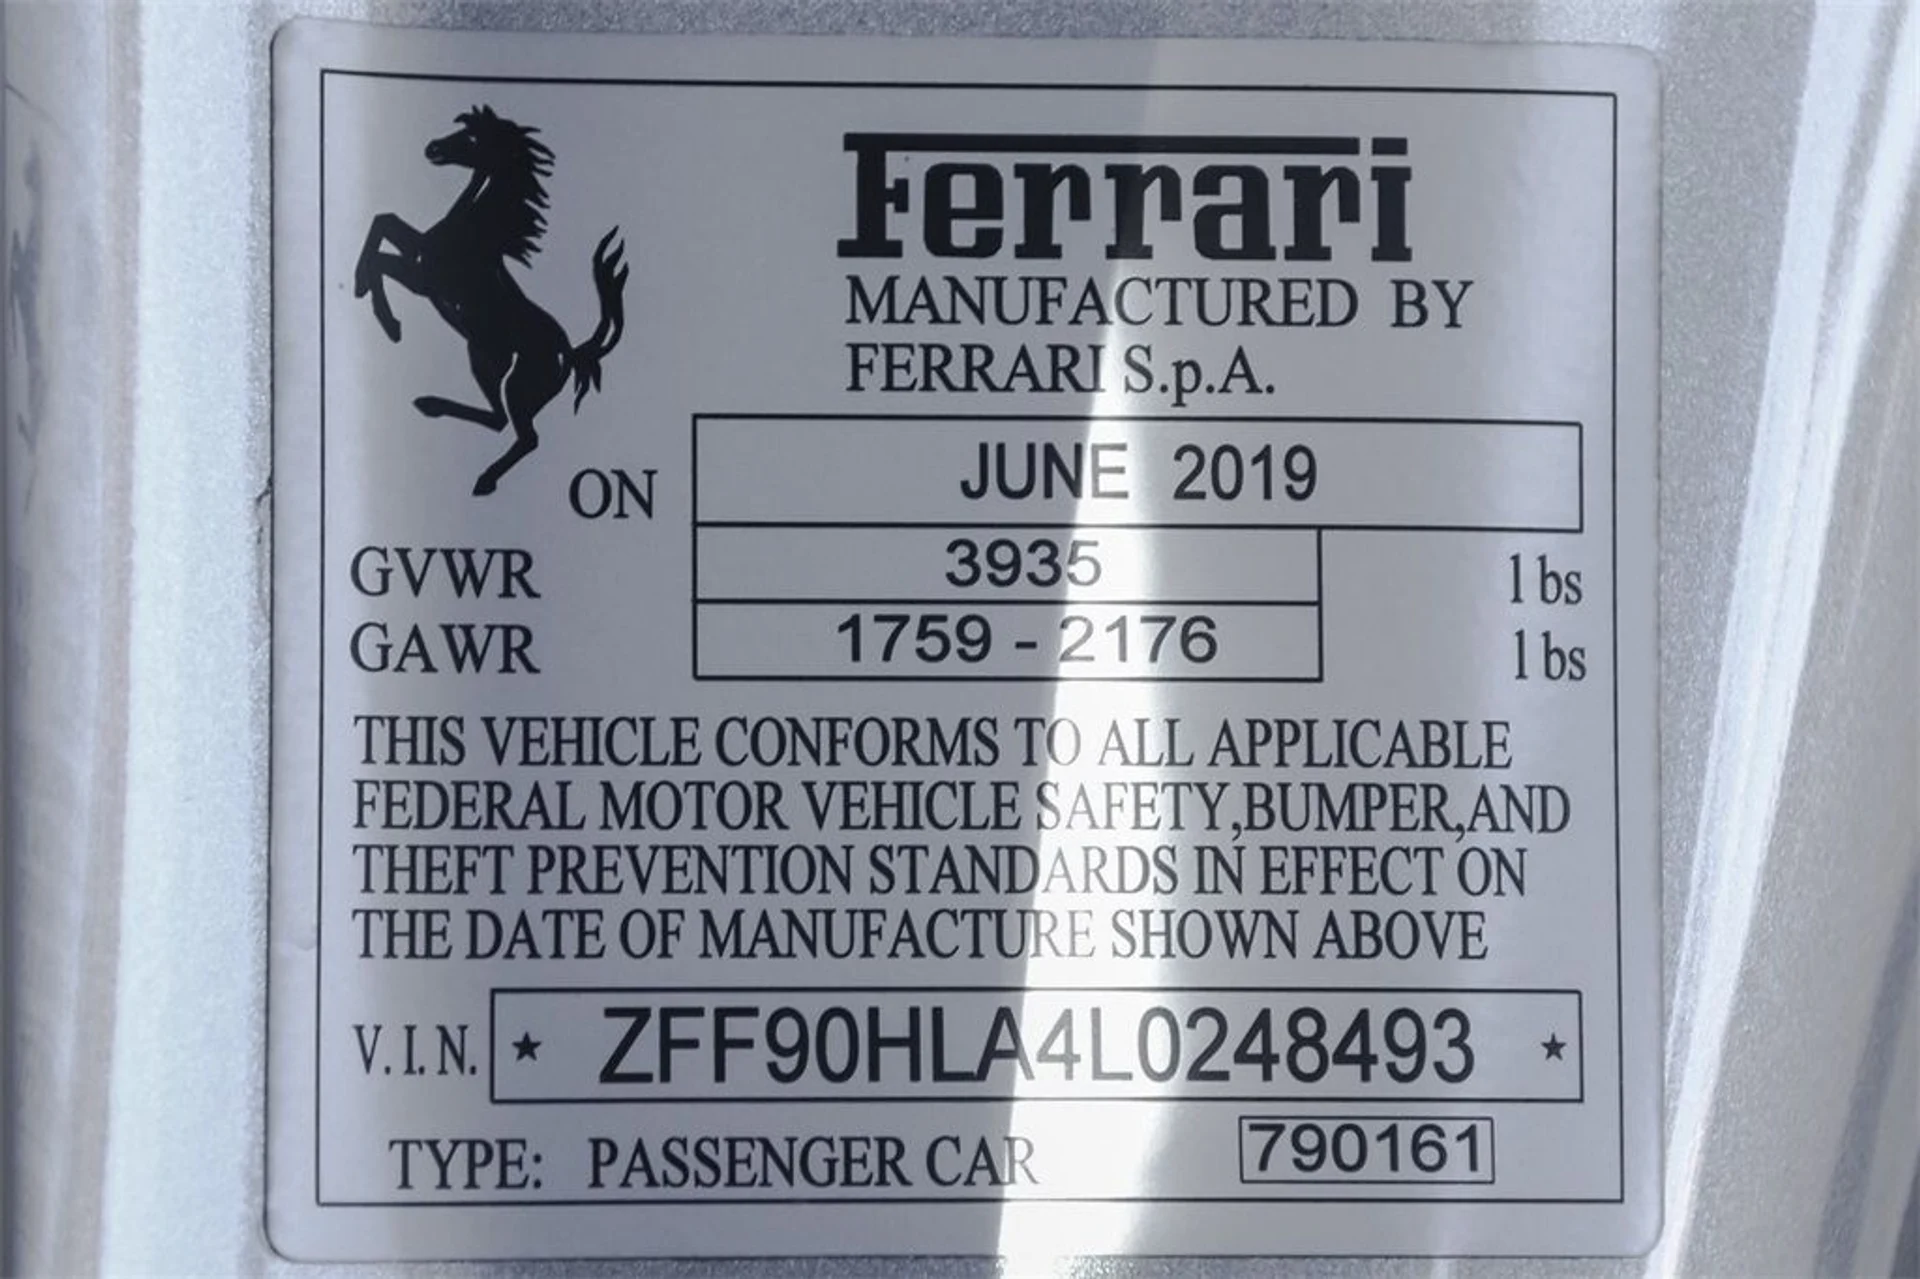 Ferrari
MANUFACTURED BY
FERRARI S.p.A.
ON JUNE 2019
GVWR 3935 lbs
GAWR 1759 - 2176 lbs
THIS VEHICLE CONFORMS TO ALL APPLICABLE
FEDERAL MOTOR VEHICLE SAFETY,BUMPER,AND
THEFT PREVENTION STANDARDS IN EFFECT ON
THE DATE OF MANUFACTURE SHOWN ABOVE
V.I.N. ★ ZFF90HLA4L0248493 ★
TYPE: PASSENGER CAR 790161